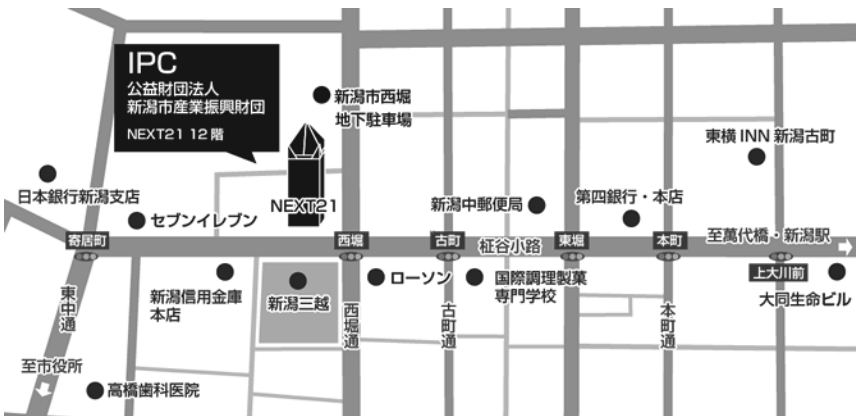 IPC
公益財団法人
新潟市産業振興財団
NEXT21 12階
新潟市西堀
地下駐車場
東横INN 新潟古町
日本銀行新潟支店
セブンイレブン
NEXT21
新潟中郵便局
第四銀行・本店
寄居町
西堀
古町
柾谷小路
東堀
本町
至萬代橋・新潟駅
上大川前
東中通
新潟信用金庫
本店
新潟三越
ローソン
国際調理製菓
専門学校
大同生命ビル
西堀通
古町通
本町通
至市役所
高橋歯科医院